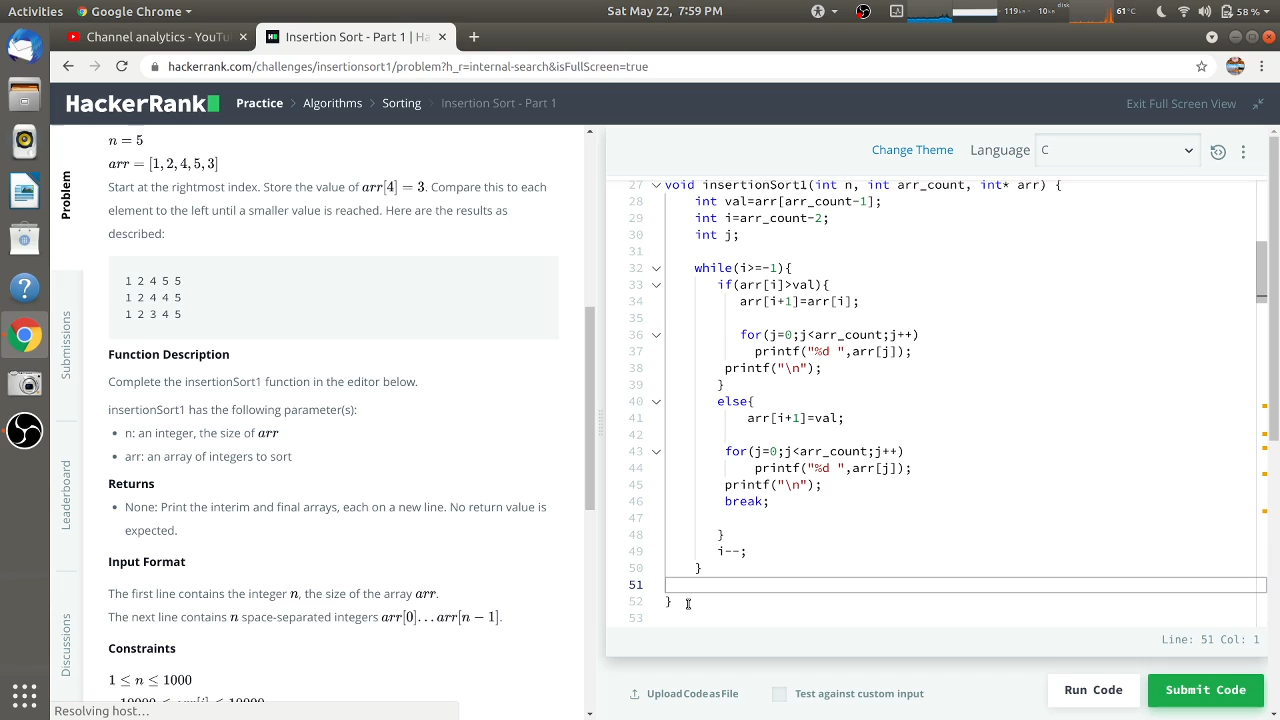 Activities
Google Chrome
Sat May 22, 7:59 PM
58 %
Channel analytics - YouTu
Insertion Sort - Part 1 | Ha
hackerrank.com/challenges/insertionsort1/problem?h_r=internal-search&isFullScreen=true
HackerRank
Practice > Algorithms > Sorting > Insertion Sort - Part 1
Exit Full Screen View
Problem
Submissions
Leaderboard
Discussions
n = 5
arr = [1, 2, 4, 5, 3]
Start at the rightmost index. Store the value of arr[4] = 3. Compare this to each
element to the left until a smaller value is reached. Here are the results as
described:
1 2 4 5 5
1 2 4 4 5
1 2 3 4 5
Function Description
Complete the insertionSort1 function in the editor below.
insertionSort1 has the following parameter(s):
• n: an integer, the size of arr
• arr: an array of integers to sort
Returns
• None: Print the interim and final arrays, each on a new line. No return value is
expected.
Input Format
The first line contains the integer n, the size of the array arr.
The next line contains n space-separated integers arr[0]...arr[n − 1].
Constraints
1 ≤ n ≤ 1000
Resolving host...
Change Theme
Language
C
27 void insertionSort1(int n, int arr_count, int* arr) {
28 int val=arr[arr_count-1];
29 int i=arr_count-2;
30 int j;
31
32 while(i>=-1){
33 if(arr[i]>val){
34 arr[i+1]=arr[i];
35
36 for(j=0;j<arr_count;j++)
37 printf("%d ",arr[j]);
38 printf("\n");
39 }
40 else{
41 arr[i+1]=val;
42
43 for(j=0;j<arr_count;j++)
44 printf("%d ",arr[j]);
45 printf("\n");
46 break;
47
48 }
49 i--;
50 }
51
52 }
53
Line: 51 Col: 1
Upload Code as File
Test against custom input
Run Code
Submit Code